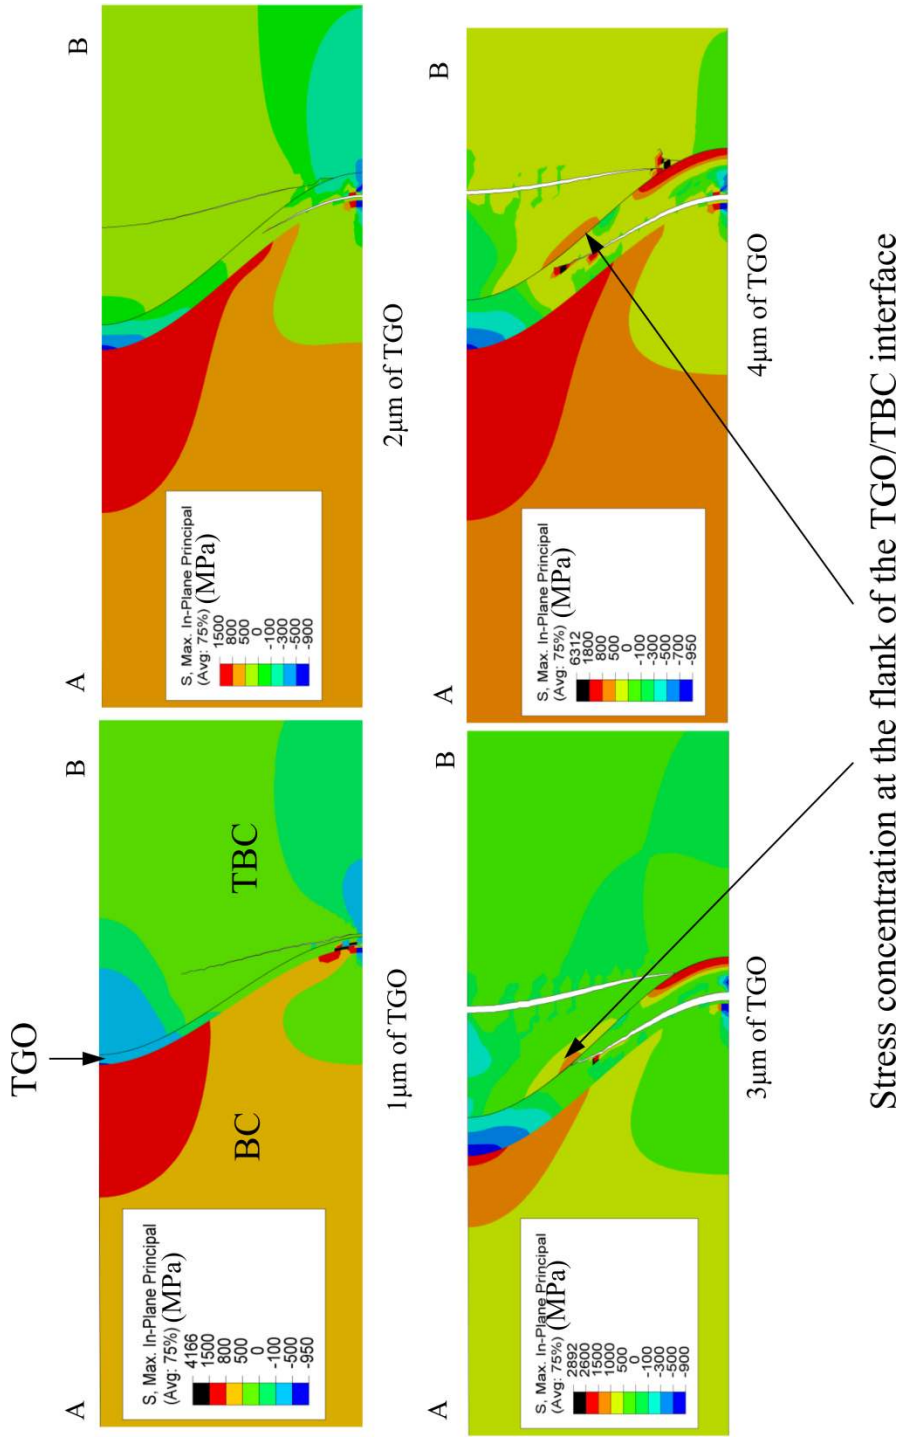 TGO
A
B
S, Max. In-Plane Principal
(Avg: 75%) (MPa)
4166
1500
800
500
0
-100
-500
-950
BC
TBC
1μm of TGO
A
B
S, Max. In-Plane Principal
(Avg: 75%) (MPa)
1500
800
500
0
-100
-300
-500
-900
2μm of TGO
A
B
S, Max. In-Plane Principal
(Avg: 75%) (MPa)
2892
2600
1500
1000
500
0
-100
-300
-500
-900
3μm of TGO
A
B
S, Max. In-Plane Principal
(Avg: 75%) (MPa)
6312
1800
800
500
0
-100
-300
-500
-700
-950
4μm of TGO
Stress concentration at the flank of the TGO/TBC interface